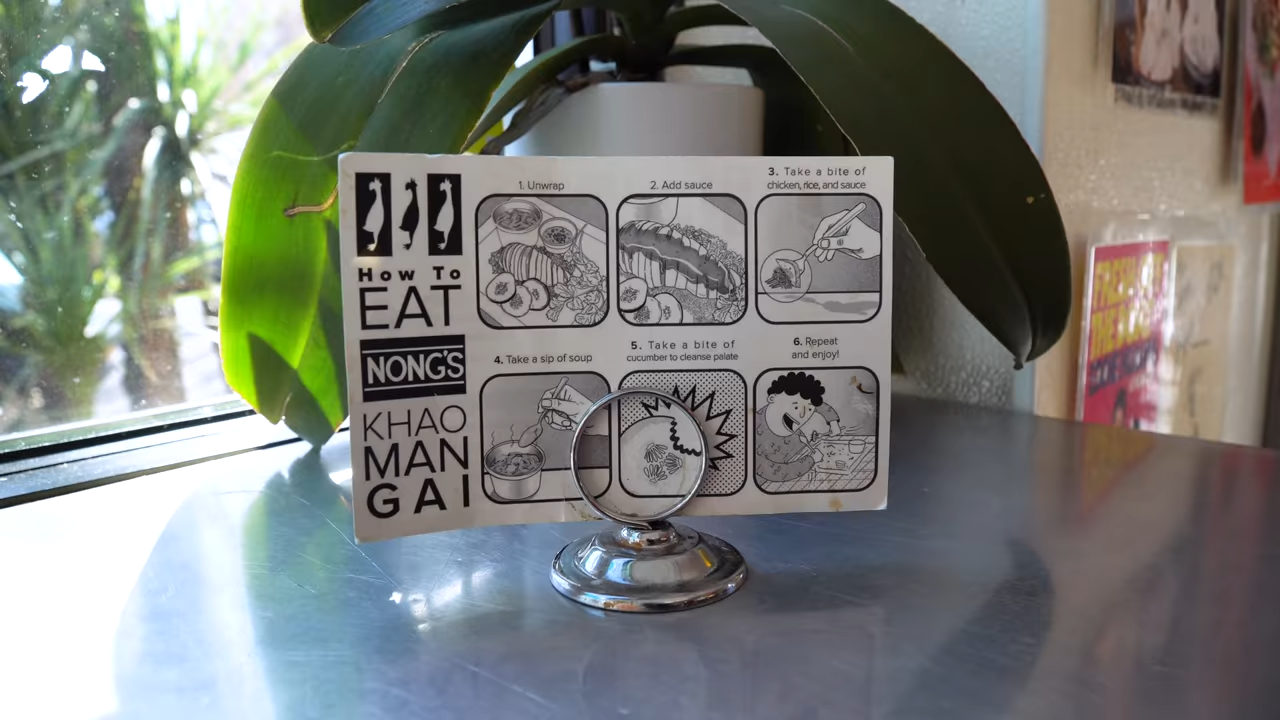 How To
EAT
NONG'S
KHAO
MAN
GAI
1. Unwrap
2. Add sauce
3. Take a bite of
chicken, rice, and sauce
4. Take a sip of soup
5. Take a bite of
cucumber to cleanse palate
6. Repeat
and enjoy!